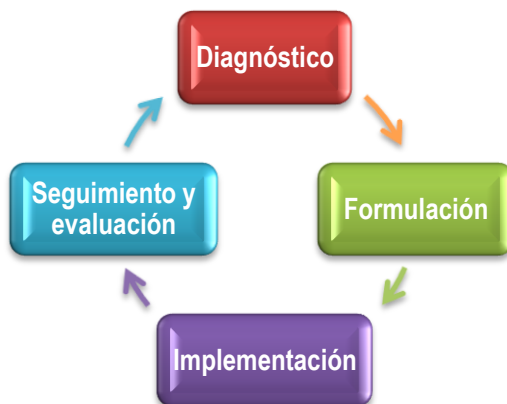 Diagnóstico
Formulación
Implementación
Seguimiento y
evaluación